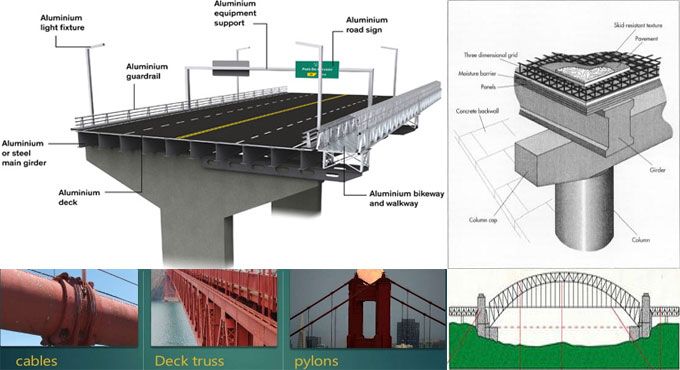 Aluminium
light fixture
Aluminium
equipment
support
Aluminium
road sign
Aluminium
guardrail
Aluminium
or steel
main girder
Aluminium
deck
Aluminium bikeway
and walkway
Skid-resistant texture
Pavement
Three dimensional grid
Moisture barrier
Panels
Concrete backwall
Girder
Column cap
Column
cables
Deck truss
pylons